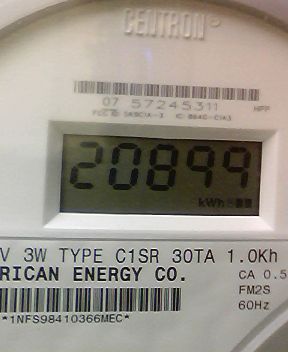 CENTRON
07 57245311 HPP
20899
kWh
V 3W TYPE C1SR 30TA 1.0Kh
RICAN ENERGY CO.
CA 0.5
FM2S
60Hz
*1NFS98410366MEC*